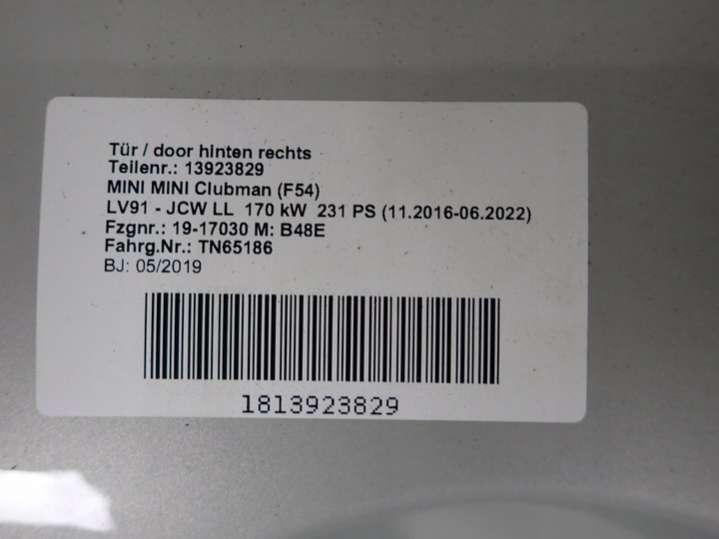 Tür / door hinten rechts
Teilenr.: 13923829
MINI MINI Clubman (F54)
LV91 - JCW LL 170 kW 231 PS (11.2016-06.2022)
Fzgnr.: 19-17030 M: B48E
Fahrg.Nr.: TN65186
BJ: 05/2019
1813923829